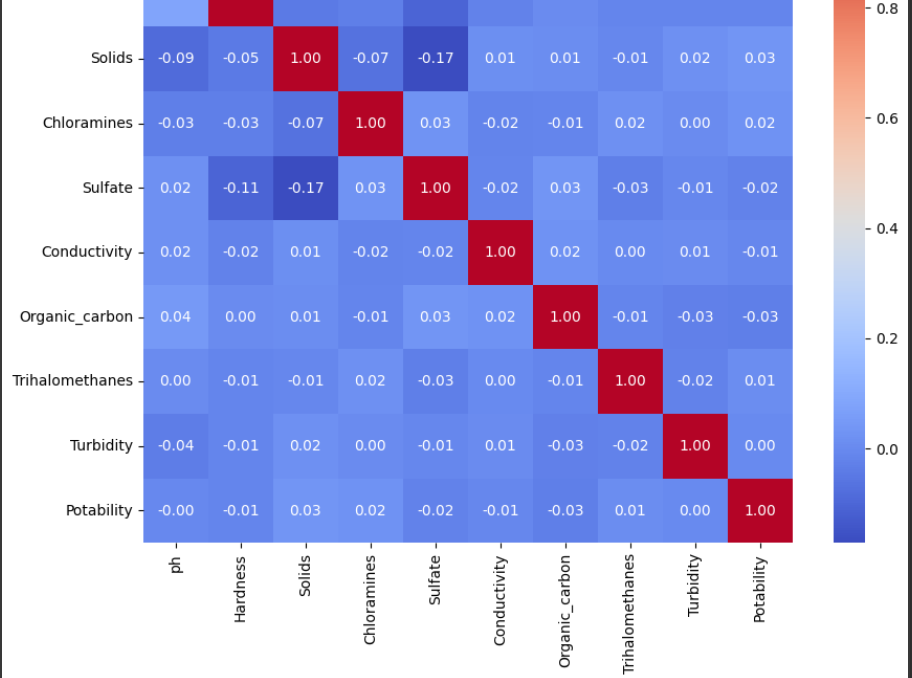 0.8
Solids -0.09 -0.05 1.00 -0.07 -0.17 0.01 0.01 -0.01 0.02 0.03
Chloramines -0.03 -0.03 -0.07 1.00 0.03 -0.02 -0.01 0.02 0.00 0.02
0.6
Sulfate 0.02 -0.11 -0.17 0.03 1.00 -0.02 0.03 -0.03 -0.01 -0.02
0.4
Conductivity 0.02 -0.02 0.01 -0.02 -0.02 1.00 0.02 0.00 0.01 -0.01
Organic_carbon 0.04 0.00 0.01 -0.01 0.03 0.02 1.00 -0.01 -0.03 -0.03
0.2
Trihalomethanes 0.00 -0.01 -0.01 0.02 -0.03 0.00 -0.01 1.00 -0.02 0.01
Turbidity -0.04 -0.01 0.02 0.00 -0.01 0.01 -0.03 -0.02 1.00 0.00
0.0
Potability -0.00 -0.01 0.03 0.02 -0.02 -0.01 -0.03 0.01 0.00 1.00
ph
Hardness
Solids
Chloramines
Sulfate
Conductivity
Organic_carbon
Trihalomethanes
Turbidity
Potability